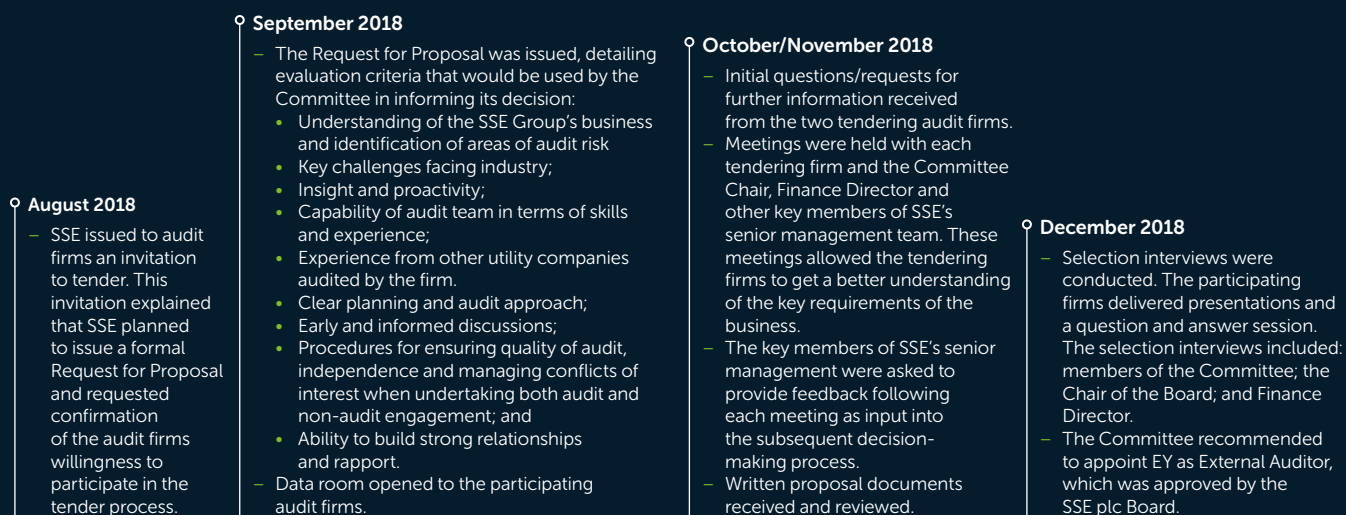 August 2018
– SSE issued to audit
firms an invitation
to tender. This
invitation explained
that SSE planned
to issue a formal
Request for Proposal
and requested
confirmation
of the audit firms
willingness to
participate in the
tender process.
September 2018
– The Request for Proposal was issued, detailing
evaluation criteria that would be used by the
Committee in informing its decision:
• Understanding of the SSE Group's business
and identification of areas of audit risk
• Key challenges facing industry;
• Insight and proactivity;
• Capability of audit team in terms of skills
and experience;
• Experience from other utility companies
audited by the firm.
• Clear planning and audit approach;
• Early and informed discussions;
• Procedures for ensuring quality of audit,
independence and managing conflicts of
interest when undertaking both audit and
non-audit engagement; and
• Ability to build strong relationships
and rapport.
– Data room opened to the participating
audit firms.
October/November 2018
– Initial questions/requests for
further information received
from the two tendering audit firms.
– Meetings were held with each
tendering firm and the Committee
Chair, Finance Director and
other key members of SSE's
senior management team. These
meetings allowed the tendering
firms to get a better understanding
of the key requirements of the
business.
– The key members of SSE's senior
management were asked to
provide feedback following
each meeting as input into
the subsequent decision-
making process.
– Written proposal documents
received and reviewed.
December 2018
– Selection interviews were
conducted. The participating
firms delivered presentations and
a question and answer session.
The selection interviews included:
members of the Committee; the
Chair of the Board; and Finance
Director.
– The Committee recommended
to appoint EY as External Auditor,
which was approved by the
SSE plc Board.